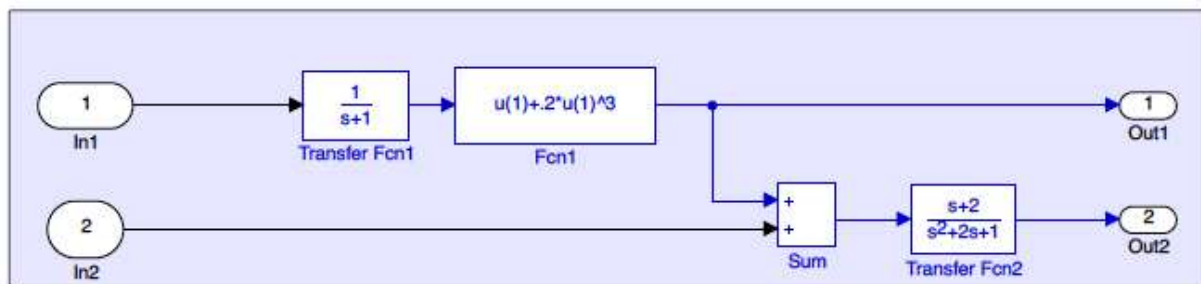 1
In1
1
s+1
Transfer Fcn1
u(1)+.2*u(1)^3
Fcn1
1
Out1
2
In2
+
+
Sum
s+2
s²+2s+1
Transfer Fcn2
2
Out2